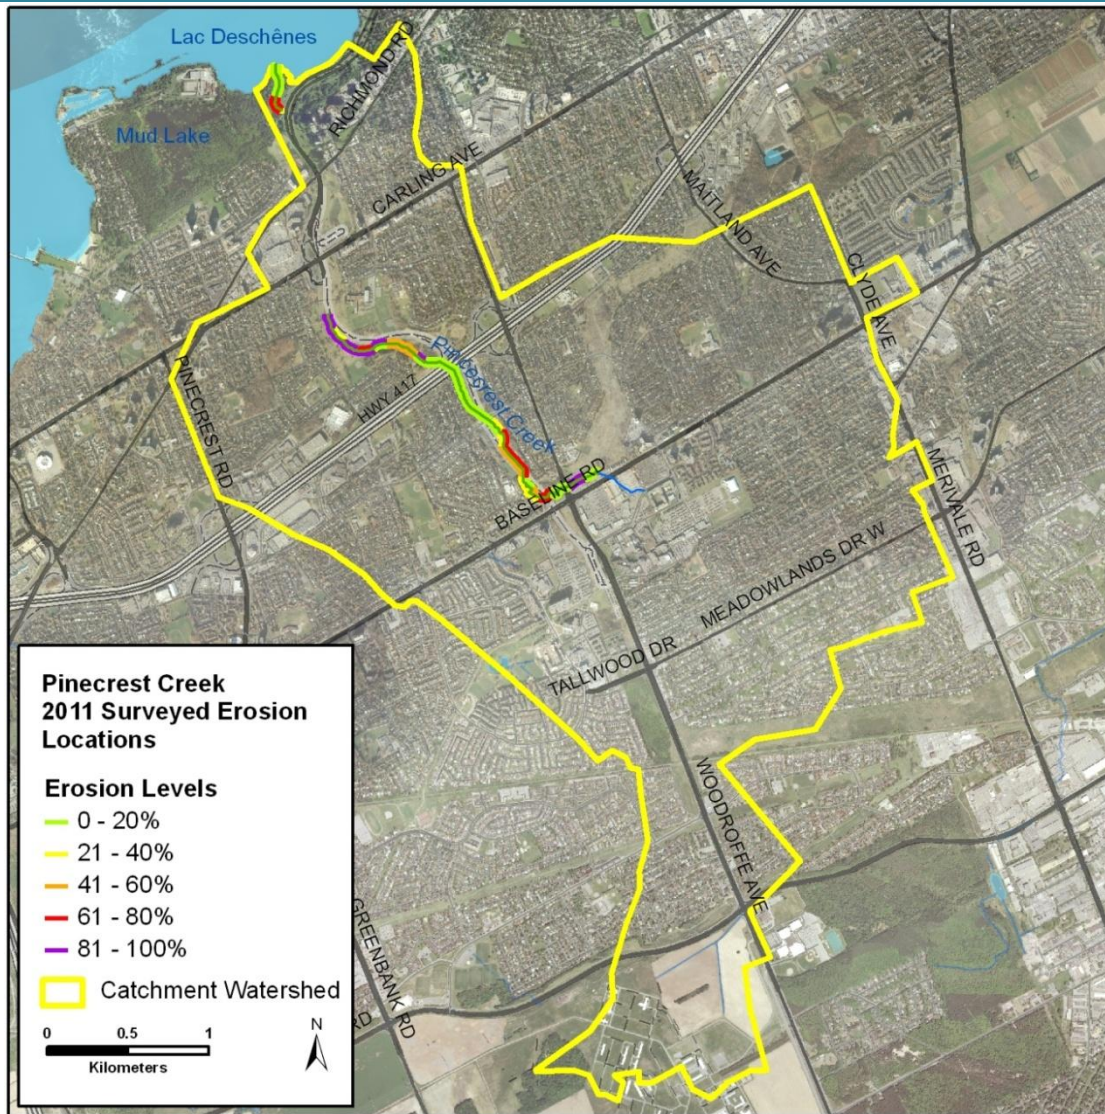 Lac Deschênes
RICHMOND RD
Mud Lake
CARLING AVE
MAITLAND AVE
CLYDE AVE
PINECREST RD
HWY 417
Pinecrest Creek
BASELINE RD
MERIVALE RD
MEADOWLANDS DR W
TALLWOOD DR
WOODROFFE AVE
GREENBANK RD
RD
Pinecrest Creek
2011 Surveyed Erosion
Locations
Erosion Levels
0 - 20%
21 - 40%
41 - 60%
61 - 80%
81 - 100%
Catchment Watershed
0 0.5 1
Kilometers
N